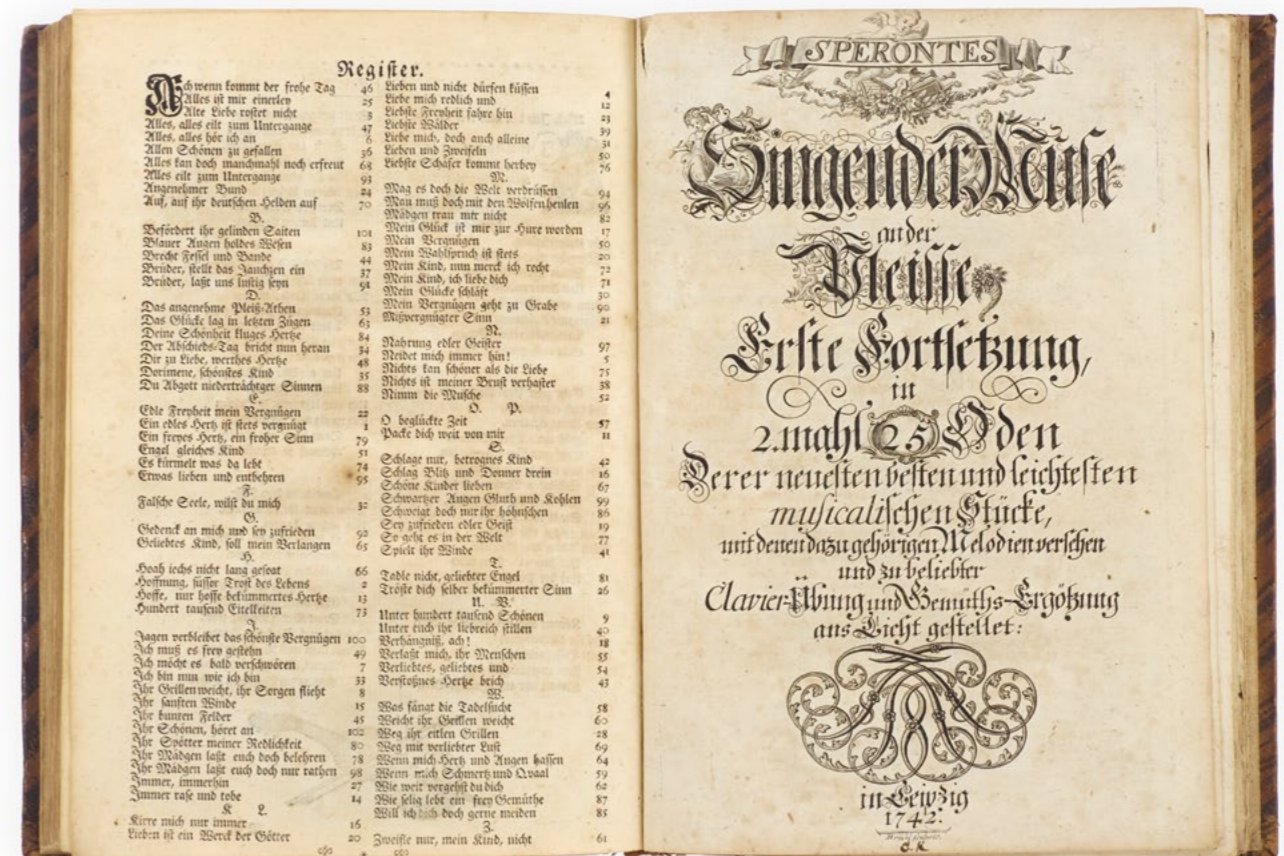 Register.
Ach wenn kommt der frohe Tag 46
Alles ist mir einerley 25
Alte Liebe rostet nicht 3
Alles, alles eilt zum Untergange 47
Alles, alles hör ich an 6
Allen Schönen zu gefallen 36
Alles kan doch manchmahl noch erfreut 68
Alles eilt zum Untergange 93
Angenehmer Bund 24
Auf, auf ihr deutschen Helden auf 70
B.
Befördert ihr gelinden Saiten 101
Blauer Augen holdes Wesen 83
Brecht Fessel und Bande 44
Brüder, stellt das Jauchzen ein 37
Brüder, laßt uns lustig seyn 91
D.
Das angenehme Pleiß-Athen 53
Das Glücke lag in letzten Zügen 63
Deine Schönheit kluges Hertze 84
Der Abschieds-Tag bricht nun heran 34
Dir zu Liebe, werthes Hertze 48
Dorimene, schönstes Kind 35
Du Abgott niederträchtger Sinnen 88
E.
Edle Freyheit mein Vergnügen 22
Ein edles Hertz ist stets vergnügt 1
Ein freyes Hertz, ein froher Sinn 79
Engel gleiches Kind 51
Es türmelt was da lebt 74
Etwas lieben und entbehren 95
F.
Falsche Seele, wilst du mich 32
G.
Gedenck an mich und sey zufrieden 92
Geliebtes Kind, soll mein Verlangen 65
H.
Hoah iechs nicht lang gesoat 66
Hoffnung, süsser Trost des Lebens 2
Hoffe, nur hoffe bekümmertes Hertze 13
Hundert tausend Eitelkeiten 73
J.
Jagen verbleibet das schönste Vergnügen 100
Ich muß es frey gestehn 49
Ich möcht es bald verschwören 7
Ich bin nun wie ich bin 33
Ihr Grillen weicht, ihr Sorgen flieht 8
Ihr sanften Winde 15
Ihr bunten Felder 45
Ihr Schönen, höret an 102
Ihr Spötter meiner Redlichkeit 80
Ihr Mädgen laßt euch doch belehren 78
Ihr Mädgen laßt euch doch nur rathen 98
Immer, immerhin 27
Immer rase und tobe 14
K L.
Kirre mich nur immer 16
Lieben ist ein Werck der Götter 20
Lieben und nicht dürfen küssen 4
Liebe mich redlich und 12
Liebste Freyheit fahre hin 23
Liebste Wälder 39
Liebe mich, doch auch alleine 31
Lieben und Zweifeln 50
Liebste Schäfer kommt herbey 76
M.
Mag es doch die Welt verdrüssen 94
Man muß doch mit den Wolfen heulen 96
Mädgen trau mir nicht 82
Mein Glück ist mir zur Hure worden 17
Mein Vergnügen 50
Mein Wahlspruch ist stets 20
Mein Kind, nun merck ich recht 72
Mein Kind, ich liebe dich 71
Mein Glücke schläft 30
Mein Vergnügen geht zu Grabe 90
Mißvergnügter Sinn 21
N.
Nahrung edler Geister 97
Neidet mich immer hin! 5
Nichts kan schöner als die Liebe 75
Nichts ist meiner Brust verhaster 38
Nimm die Musche 52
O. P.
O beglückte Zeit 57
Packe dich weit von mir 11
S.
Schlage nur, betrognes Kind 42
Schlag Blitz und Donner drein 16
Schöne Kinder lieben 67
Schwartzer Augen Gluth und Kohlen 99
Schweigt doch nur ihr höhnschen 86
Sey zufrieden edler Geist 19
So geht es in der Welt 77
Spielt ihr Winde 41
T.
Tadle nicht, geliebter Engel 81
Tröste dich selber bekümmerter Sinn 26
U. V.
Unter hundert tausend Schönen 9
Unter euch ihr liebreich stillen 40
Verhängniß, ach! 18
Verlaßt mich, ihr Menschen 55
Verliebtes, geliebtes und 54
Verstoßnes Hertze brich 43
W.
Was fängt die Tadelsucht 58
Weicht ihr Grillen weicht 60
Weg ihr eitlen Grillen 28
Weg mit verliebter Lust 69
Wenn mich Hertz und Augen hassen 64
Wenn mich Schmertz und Qvaal 59
Wie weit vergehst du dich 62
Wie selig lebt ein frey Gemüthe 87
Will ich dich doch gerne meiden 85
Z.
Zweifle nur, mein Kind, nicht 61
SPERONTES
Singender Muse
an der
Pleisse
Erste Fortsetzung,
in
2.mahl 25 Oden
Derer neuesten besten und leichtesten
musicalischen Stücke,
mit denen dazu gehörigen Melodien versehen
und zu beliebter
Clavier-Übung und Gemüths-Ergötzung
ans Licht gestellet:
in Leipzig
1742.